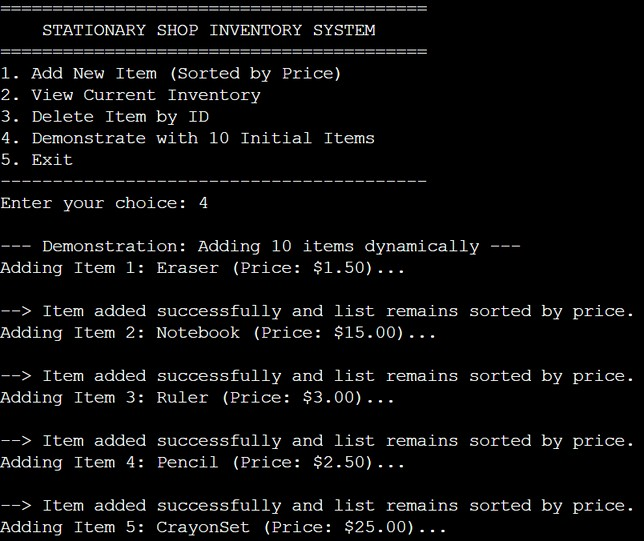 =========================================
    STATIONARY SHOP INVENTORY SYSTEM
=========================================
1. Add New Item (Sorted by Price)
2. View Current Inventory
3. Delete Item by ID
4. Demonstrate with 10 Initial Items
5. Exit
-----------------------------------------
Enter your choice: 4

--- Demonstration: Adding 10 items dynamically ---
Adding Item 1: Eraser (Price: $1.50)...

--> Item added successfully and list remains sorted by price.
Adding Item 2: Notebook (Price: $15.00)...

--> Item added successfully and list remains sorted by price.
Adding Item 3: Ruler (Price: $3.00)...

--> Item added successfully and list remains sorted by price.
Adding Item 4: Pencil (Price: $2.50)...

--> Item added successfully and list remains sorted by price.
Adding Item 5: CrayonSet (Price: $25.00)...